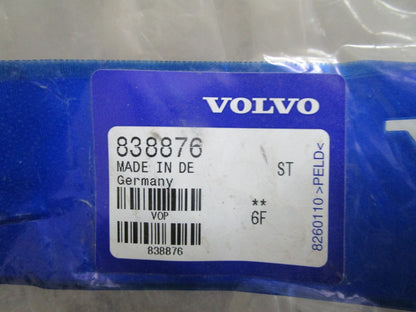 VOLVO
838876
MADE IN DE ST
Germany
VOP
** 
6F
838876
8260110 >PELD<